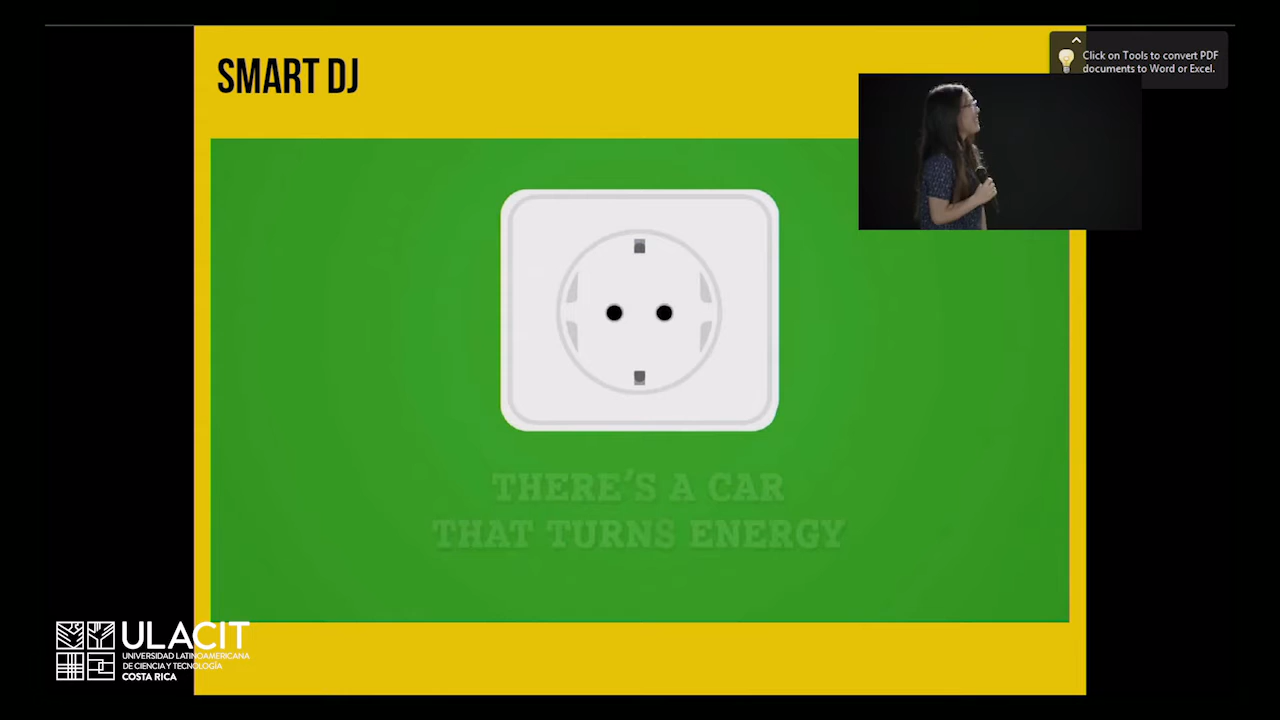 SMART DJ
Click on Tools to convert PDF
documents to Word or Excel.
THERE'S A CAR
THAT TURNS ENERGY
ULACIT
UNIVERSIDAD LATINOAMERICANA
DE CIENCIA Y TECNOLOGÍA
COSTA RICA